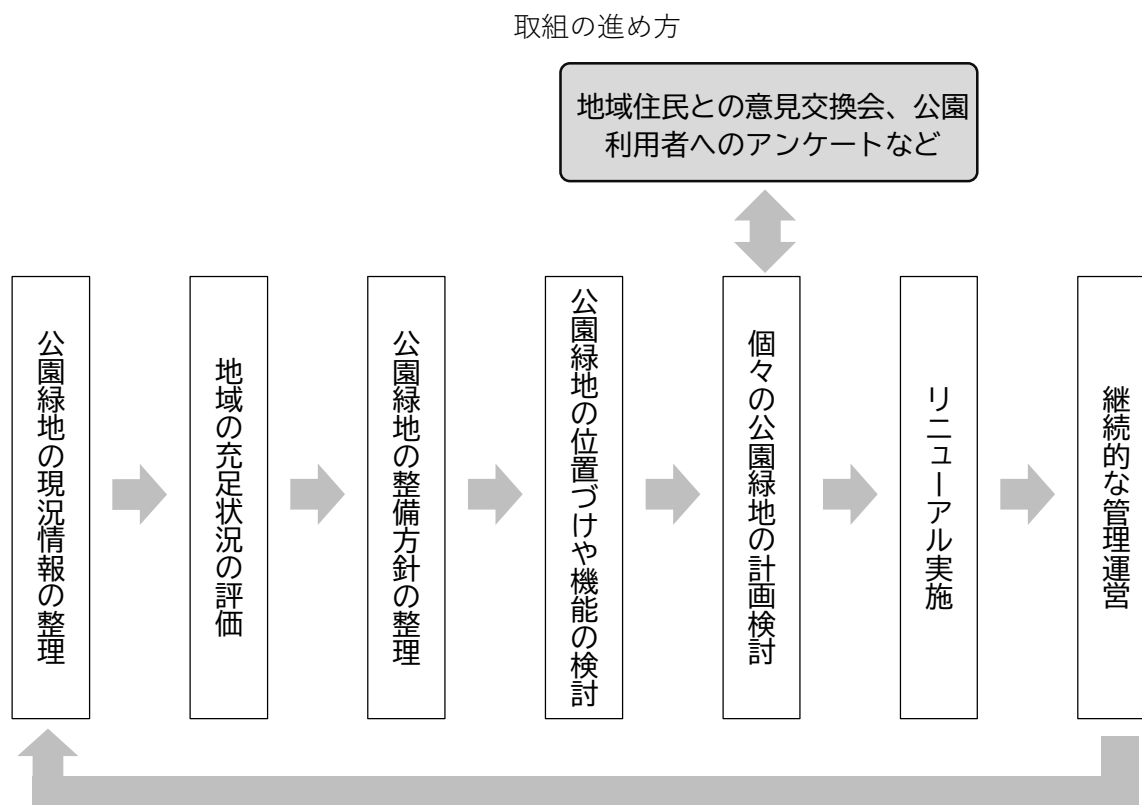 取組の進め方
地域住民との意見交換会、公園
利用者へのアンケートなど
公園緑地の現況情報の整理
地域の充足状況の評価
公園緑地の整備方針の整理
公園緑地の位置づけや機能の検討
個々の公園緑地の計画検討
リニューアル実施
継続的な管理運営